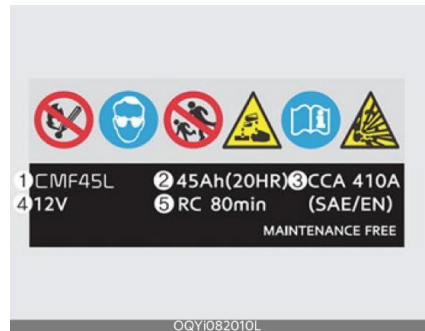 ①CMF45L ②45Ah(20HR)③CCA 410A
④12V ⑤RC 80min (SAE/EN)
MAINTENANCE FREE
OQYI082010L